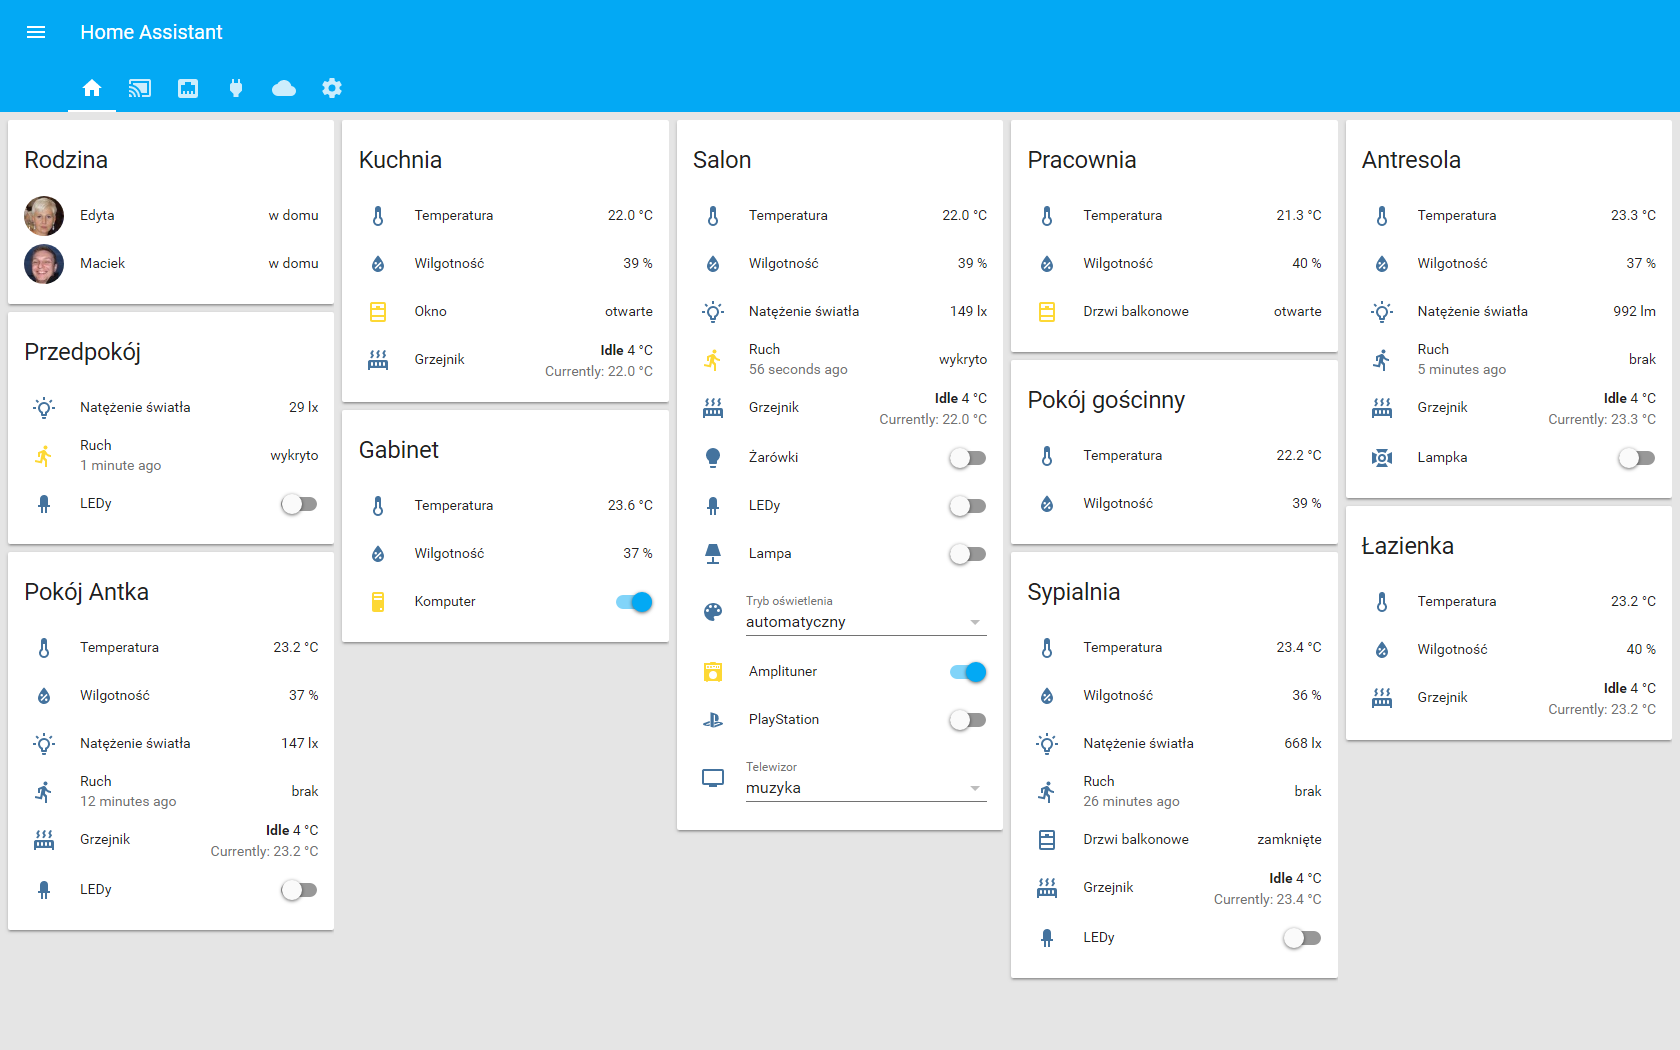 Home Assistant
Rodzina
Edyta w domu
Maciek w domu
Przedpokój
Natężenie światła 29 lx
Ruch
1 minute ago
wykryto
LEDy
Pokój Antka
Temperatura 23.2 °C
Wilgotność 37 %
Natężenie światła 147 lx
Ruch
12 minutes ago
brak
Grzejnik
Idle 4 °C
Currently: 23.2 °C
LEDy
Kuchnia
Temperatura 22.0 °C
Wilgotność 39 %
Okno otwarte
Grzejnik
Idle 4 °C
Currently: 22.0 °C
Gabinet
Temperatura 23.6 °C
Wilgotność 37 %
Komputer
Salon
Temperatura 22.0 °C
Wilgotność 39 %
Natężenie światła 149 lx
Ruch
56 seconds ago
wykryto
Grzejnik
Idle 4 °C
Currently: 22.0 °C
Żarówki
LEDy
Lampa
Tryb oświetlenia
automatyczny
Amplituner
PlayStation
Telewizor
muzyka
Pracownia
Temperatura 21.3 °C
Wilgotność 40 %
Drzwi balkonowe otwarte
Pokój gościnny
Temperatura 22.2 °C
Wilgotność 39 %
Sypialnia
Temperatura 23.4 °C
Wilgotność 36 %
Natężenie światła 668 lx
Ruch
26 minutes ago
brak
Drzwi balkonowe zamknięte
Grzejnik
Idle 4 °C
Currently: 23.4 °C
LEDy
Antresola
Temperatura 23.3 °C
Wilgotność 37 %
Natężenie światła 992 lm
Ruch
5 minutes ago
brak
Grzejnik
Idle 4 °C
Currently: 23.3 °C
Lampka
Łazienka
Temperatura 23.2 °C
Wilgotność 40 %
Grzejnik
Idle 4 °C
Currently: 23.2 °C